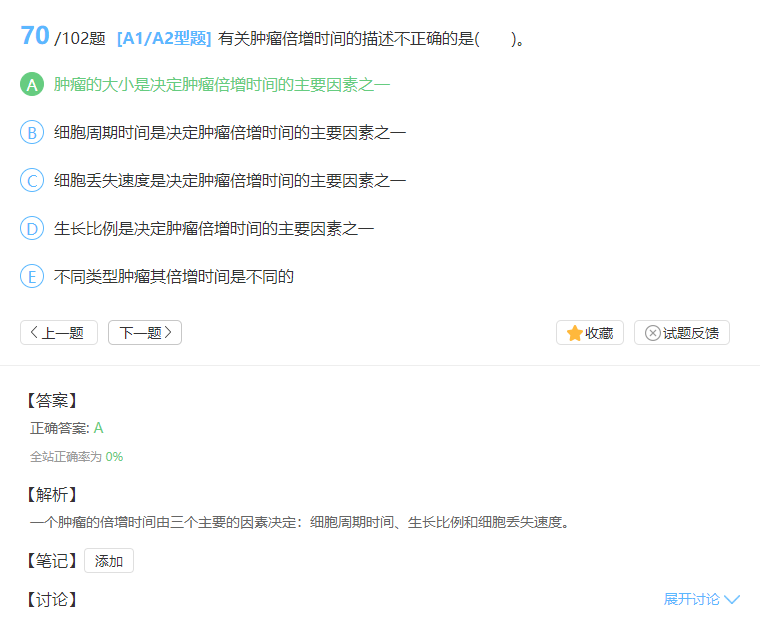 70 /102题 [A1/A2型题] 有关肿瘤倍增时间的描述不正确的是(　　)。
A 肿瘤的大小是决定肿瘤倍增时间的主要因素之一
B 细胞周期时间是决定肿瘤倍增时间的主要因素之一
C 细胞丢失速度是决定肿瘤倍增时间的主要因素之一
D 生长比例是决定肿瘤倍增时间的主要因素之一
E 不同类型肿瘤其倍增时间是不同的
上一题 下一题 收藏 试题反馈
【答案】
正确答案: A
全站正确率为 0%
【解析】
一个肿瘤的倍增时间由三个主要的因素决定：细胞周期时间、生长比例和细胞丢失速度。
【笔记】 添加
【讨论】 展开讨论